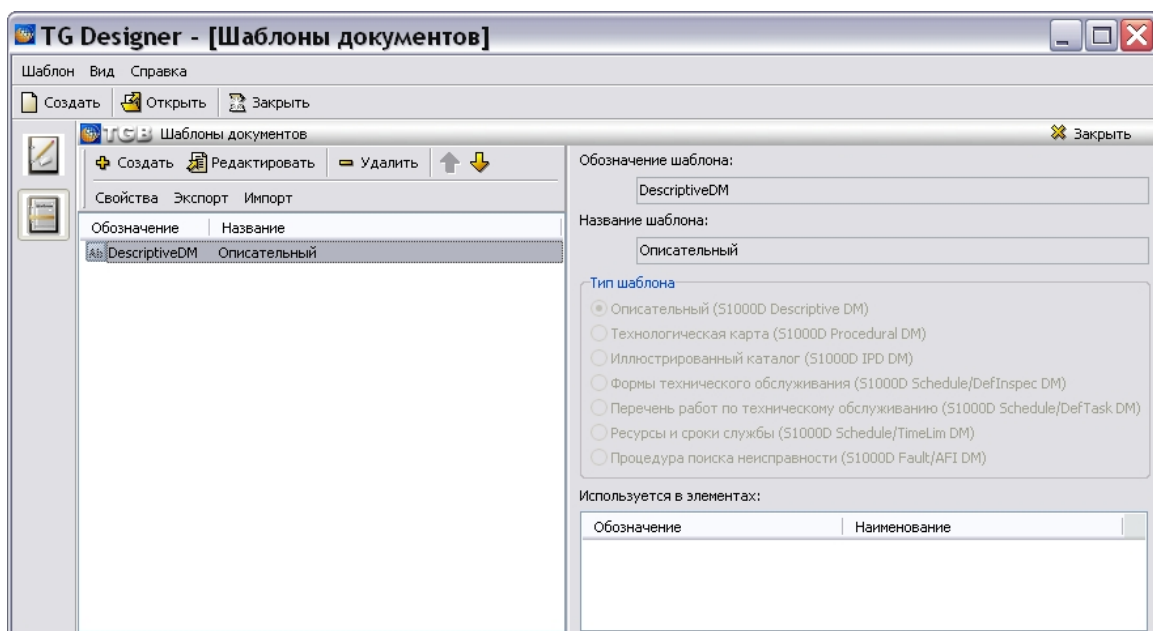 TG Designer - [Шаблоны документов]
Шаблон Вид Справка
Создать Открыть Закрыть
TGB Шаблоны документов Закрыть
Создать Редактировать Удалить
Свойства Экспорт Импорт
Обозначение Название
Ab DescriptiveDM Описательный
Обозначение шаблона:
DescriptiveDM
Название шаблона:
Описательный
Тип шаблона
Описательный (S1000D Descriptive DM)
Технологическая карта (S1000D Procedural DM)
Иллюстрированный каталог (S1000D IPD DM)
Формы технического обслуживания (S1000D Schedule/DefInspec DM)
Перечень работ по техническому обслуживанию (S1000D Schedule/DefTask DM)
Ресурсы и сроки службы (S1000D Schedule/TimeLim DM)
Процедура поиска неисправности (S1000D Fault/AFI DM)
Используется в элементах:
Обозначение Наименование